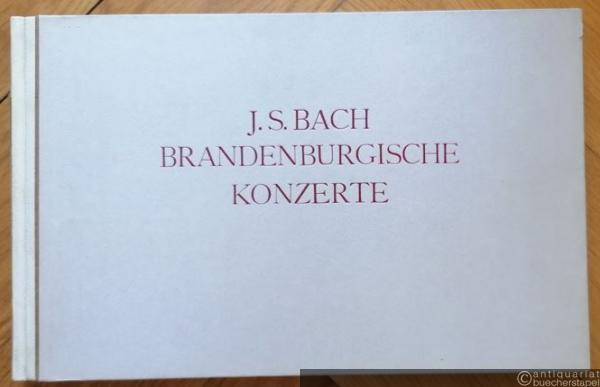 J. S. BACH
BRANDENBURGISCHE
KONZERTE
©antiquariat
buecherstapel